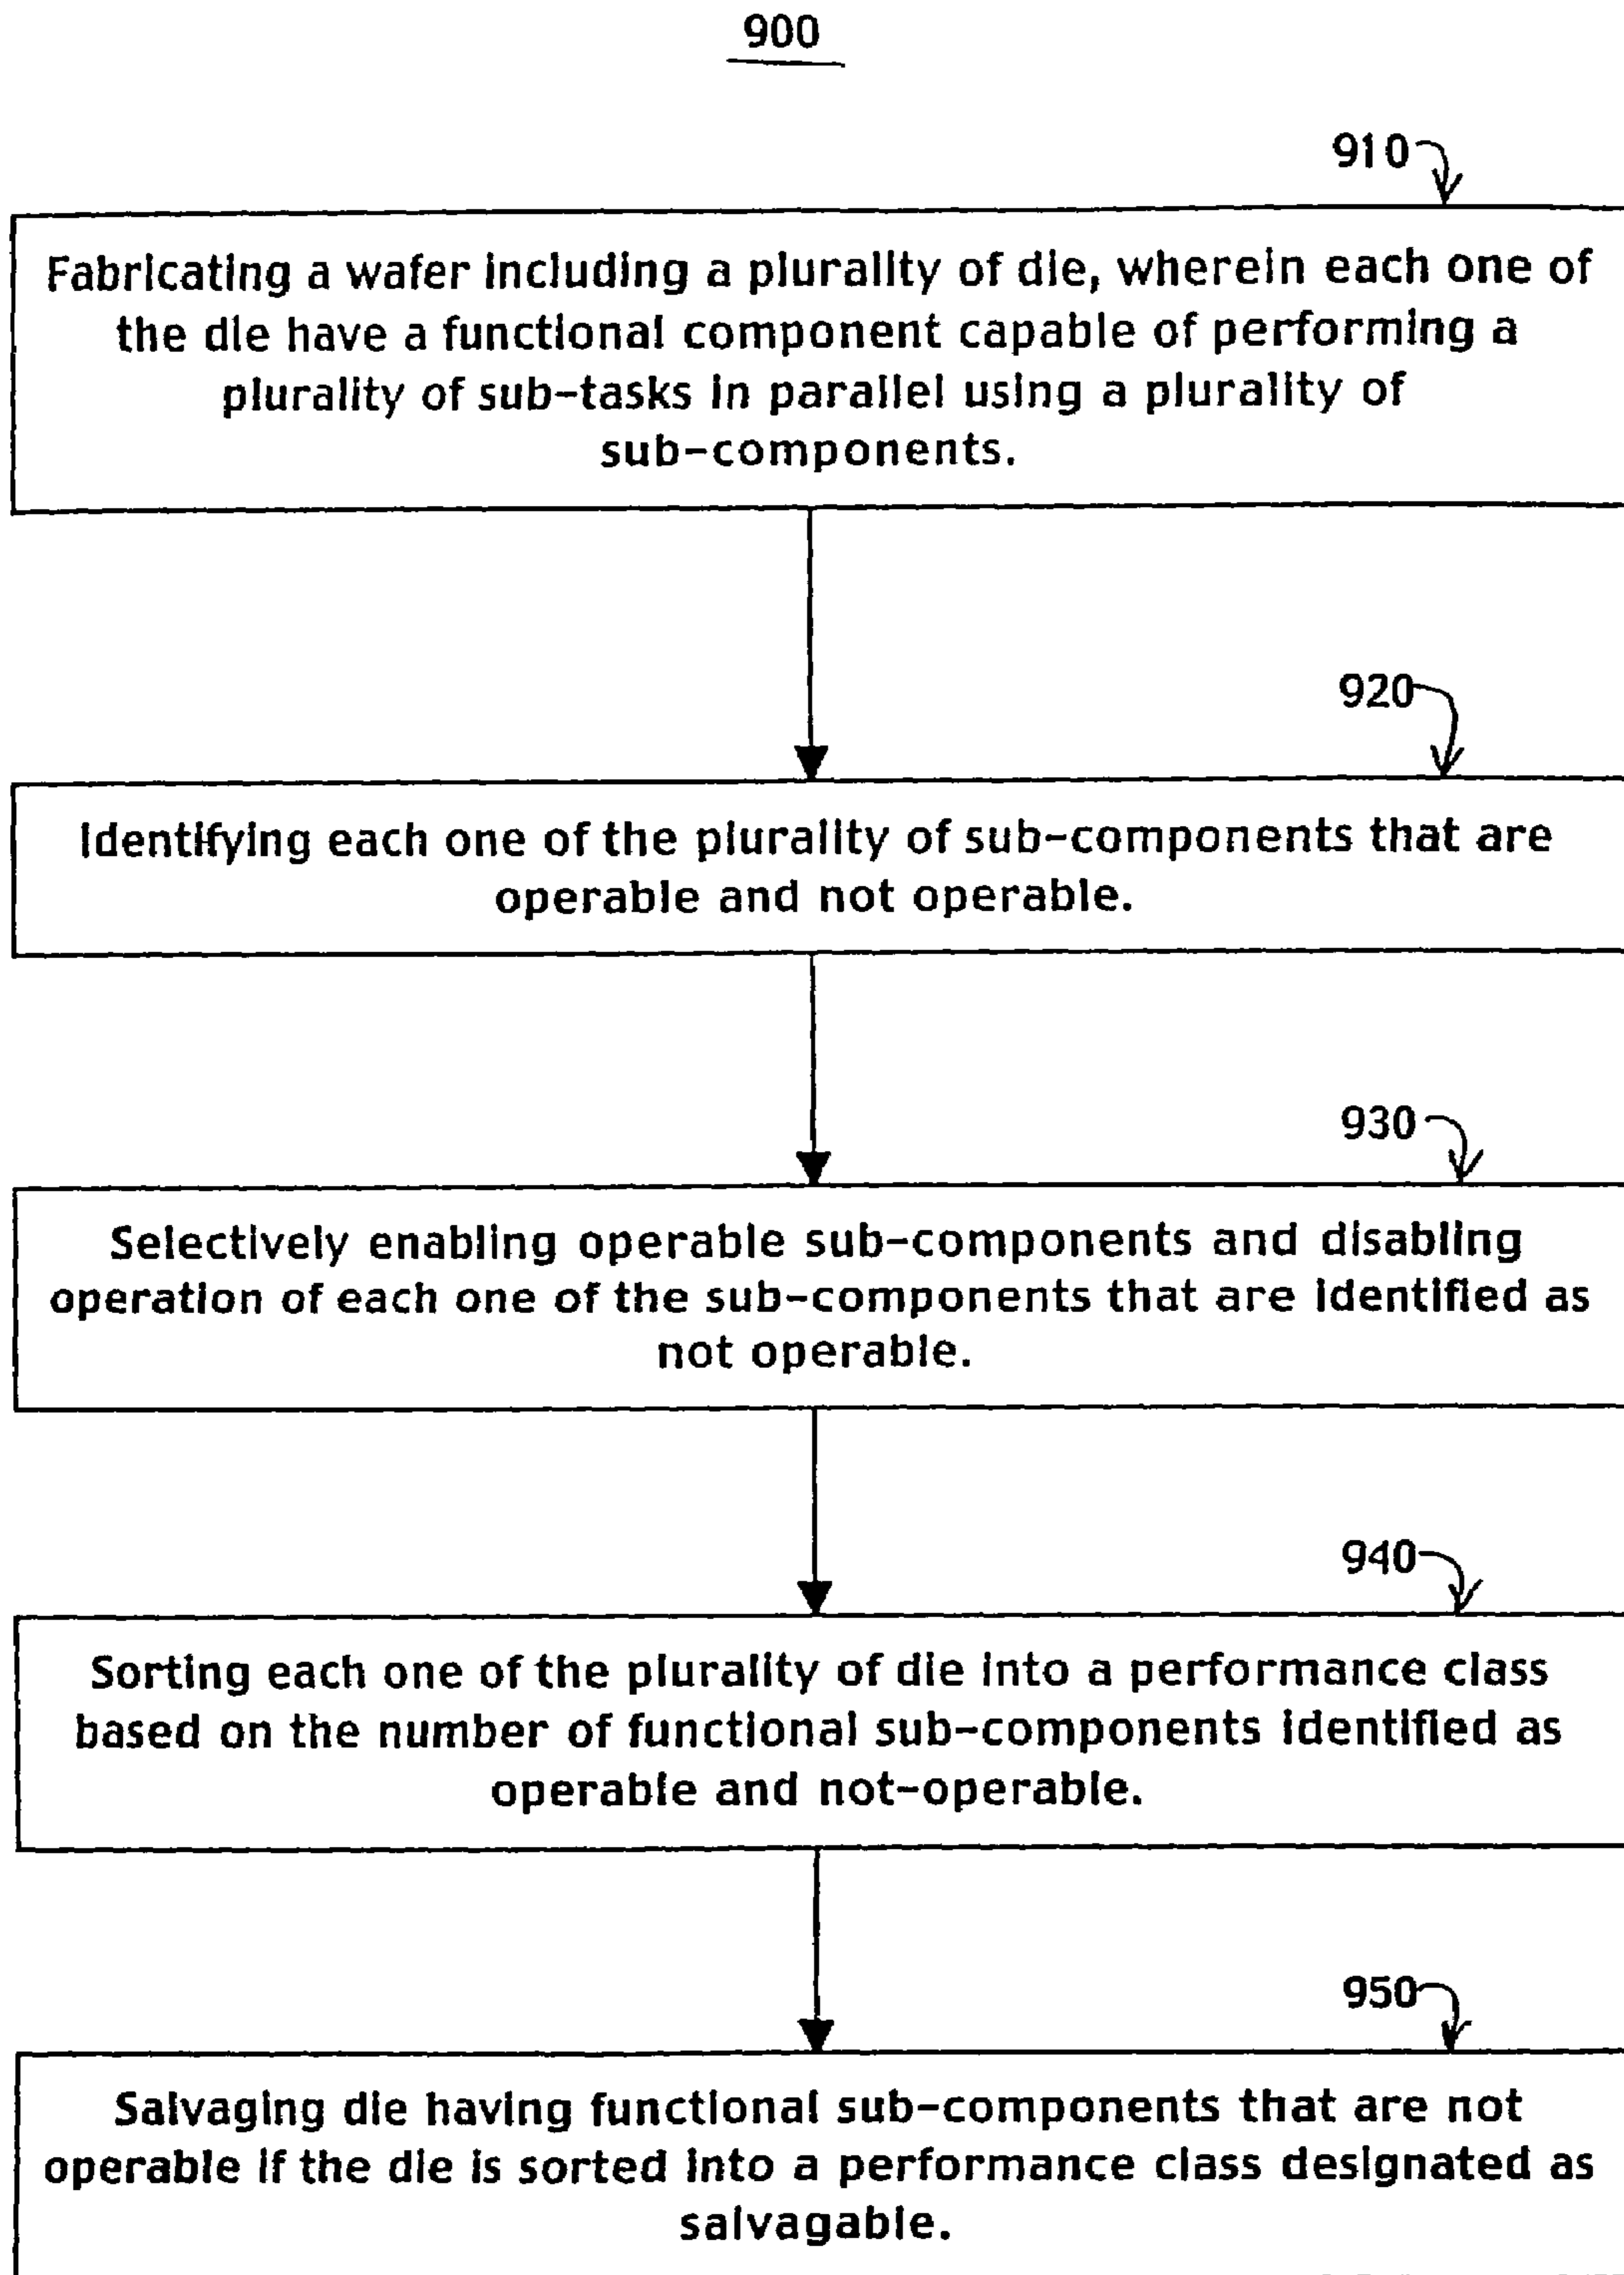 900
910
Fabricating a wafer including a plurality of die, wherein each one of
the die have a functional component capable of performing a
plurality of sub-tasks in parallel using a plurality of
sub-components.
920
Identifying each one of the plurality of sub-components that are
operable and not operable.
930
Selectively enabling operable sub-components and disabling
operation of each one of the sub-components that are identified as
not operable.
940
Sorting each one of the plurality of die into a performance class
based on the number of functional sub-components identified as
operable and not-operable.
950
Salvaging die having functional sub-components that are not
operable if the die is sorted into a performance class designated as
salvagable.